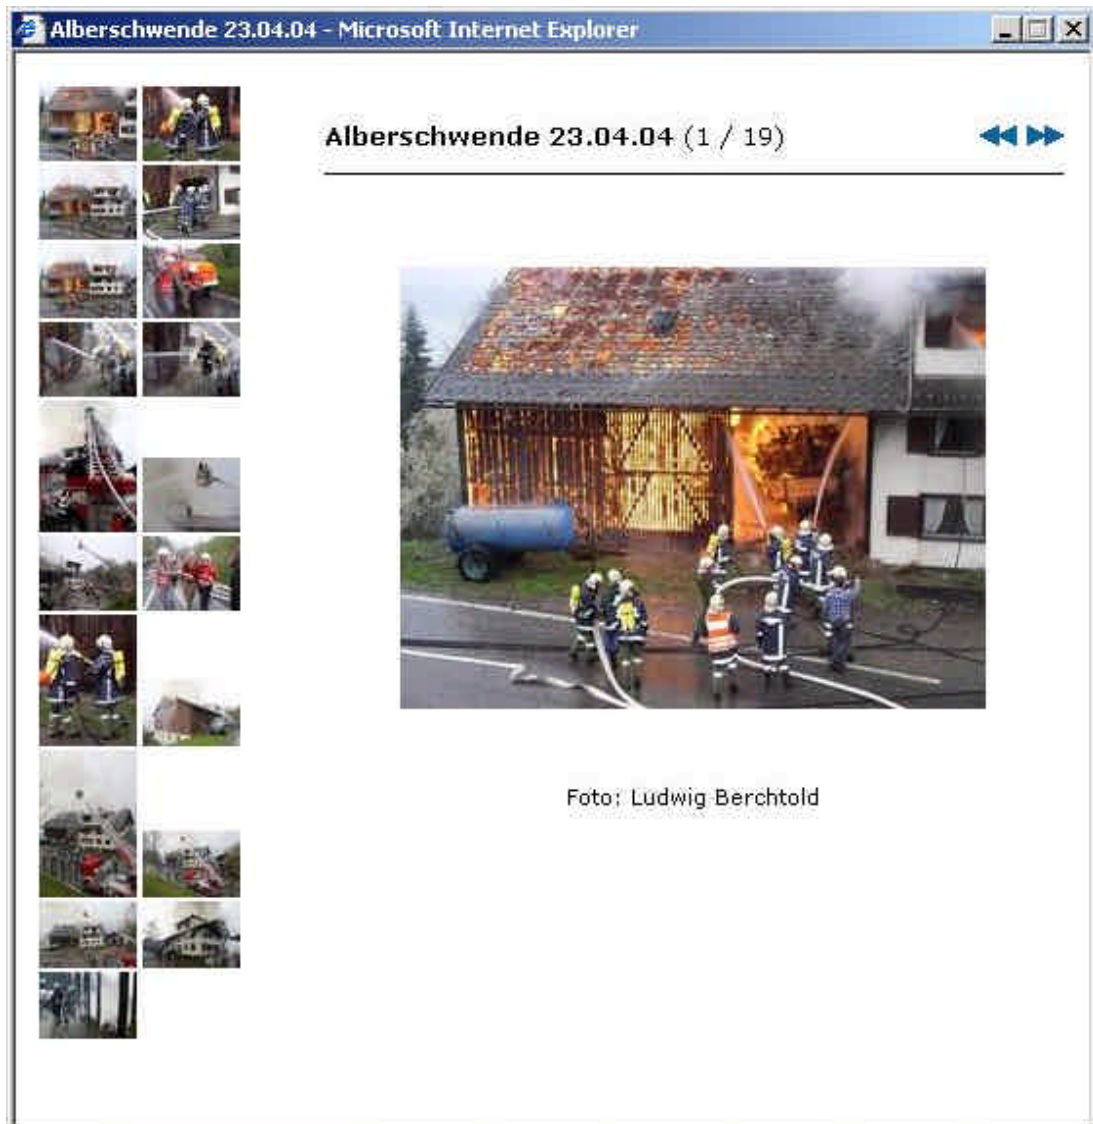 Alberschwende 23.04.04 - Microsoft Internet Explorer
Alberschwende 23.04.04 (1 / 19)
Foto: Ludwig Berchtold